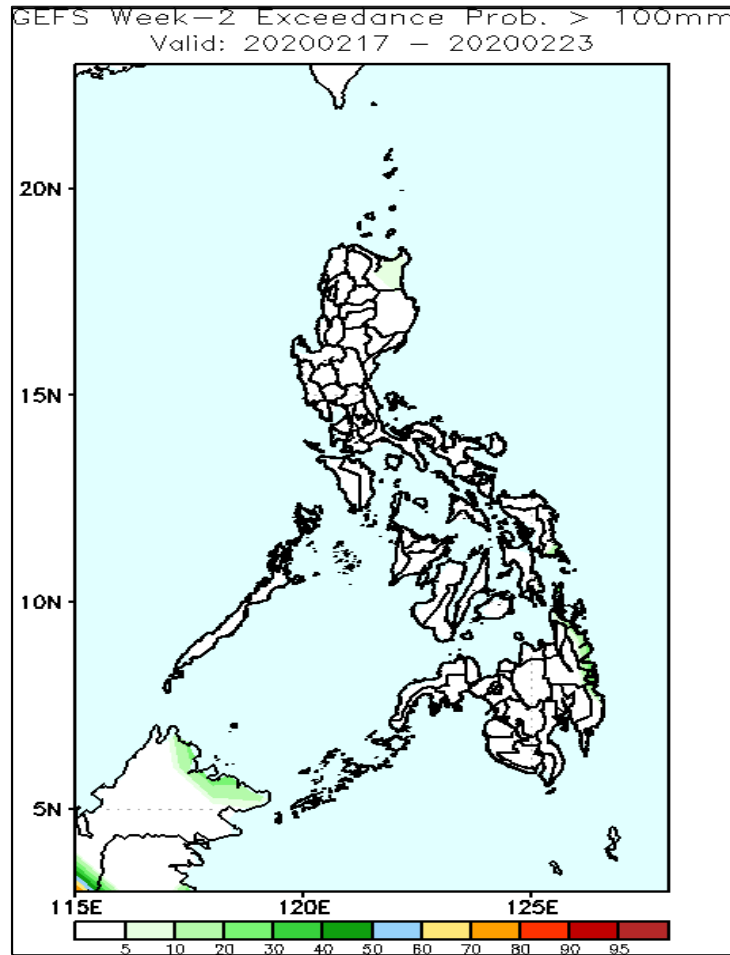 GEFS Week-2 Exceedance Prob. > 100mm
Valid: 20200217 - 20200223
20N
15N
10N
5N
115E 120E 125E
5 10 20 30 40 50 60 70 80 90 95